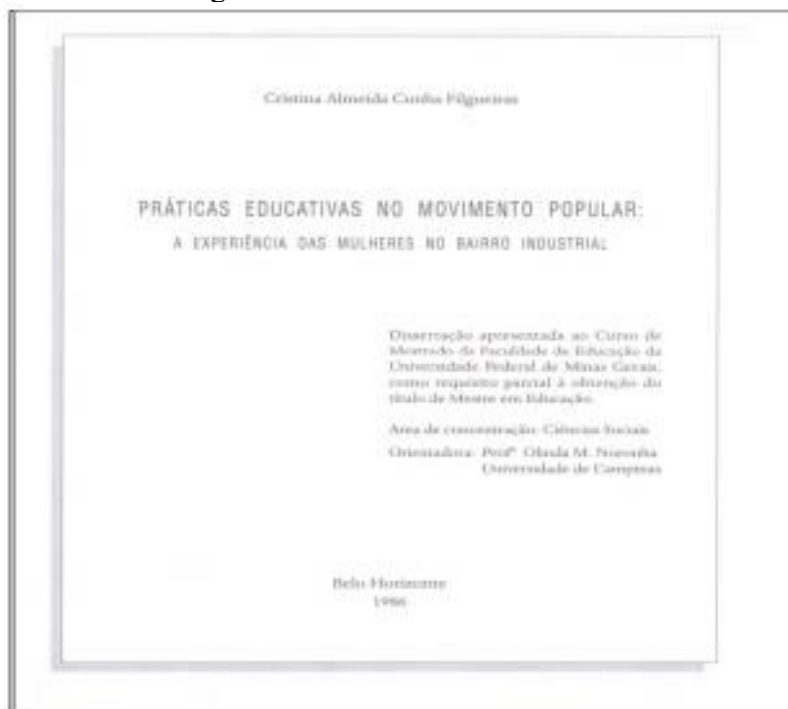 Cristina Almeida Cunha Filgueiras
PRÁTICAS EDUCATIVAS NO MOVIMENTO POPULAR:
A EXPERIÊNCIA DAS MULHERES NO BAIRRO INDUSTRIAL
Dissertação apresentada ao Curso de
Mestrado da Faculdade de Educação da
Universidade Federal de Minas Gerais,
como requisito parcial à obtenção do
título de Mestre em Educação.
Área de concentração: Ciências Sociais
Orientadora: Profª Olinda M. Noronha
Universidade de Campinas
Belo Horizonte
1986